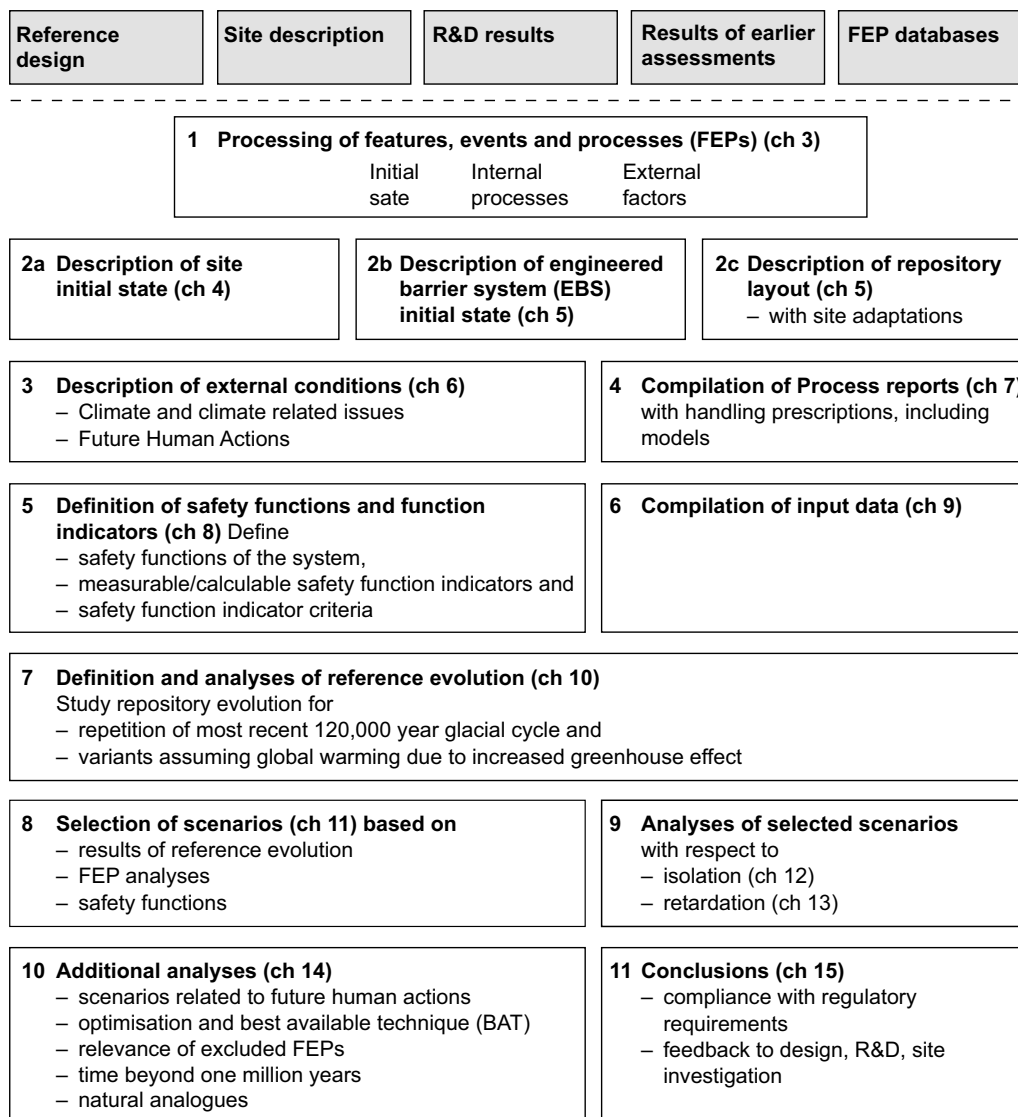 Reference
design
Site description
R&D results
Results of earlier
assessments
FEP databases
1 Processing of features, events and processes (FEPs) (ch 3)
Initial
sate
Internal
processes
External
factors
2a Description of site
initial state (ch 4)
2b Description of engineered
barrier system (EBS)
initial state (ch 5)
2c Description of repository
layout (ch 5)
– with site adaptations
3 Description of external conditions (ch 6)
– Climate and climate related issues
– Future Human Actions
4 Compilation of Process reports (ch 7)
with handling prescriptions, including
models
5 Definition of safety functions and function
indicators (ch 8) Define
– safety functions of the system,
– measurable/calculable safety function indicators and
– safety function indicator criteria
6 Compilation of input data (ch 9)
7 Definition and analyses of reference evolution (ch 10)
Study repository evolution for
– repetition of most recent 120,000 year glacial cycle and
– variants assuming global warming due to increased greenhouse effect
8 Selection of scenarios (ch 11) based on
– results of reference evolution
– FEP analyses
– safety functions
9 Analyses of selected scenarios
with respect to
– isolation (ch 12)
– retardation (ch 13)
10 Additional analyses (ch 14)
– scenarios related to future human actions
– optimisation and best available technique (BAT)
– relevance of excluded FEPs
– time beyond one million years
– natural analogues
11 Conclusions (ch 15)
– compliance with regulatory
requirements
– feedback to design, R&D, site
investigation